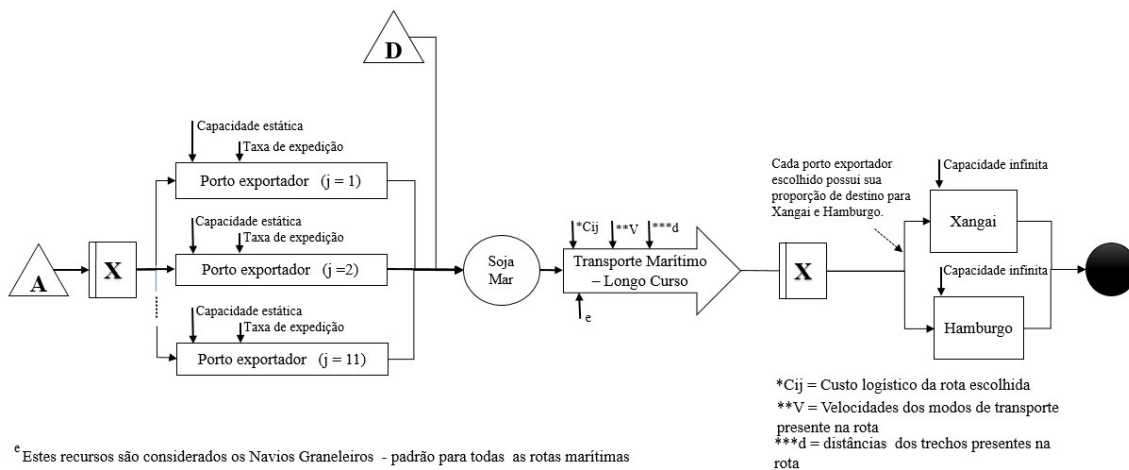 D
Capacidade estática
Taxa de expedição
Porto exportador (j = 1)
Capacidade estática
Taxa de expedição
A
X
Porto exportador (j =2)
Capacidade estática
Taxa de expedição
Porto exportador (j = 11)
Soja
Mar
*Cij
**V
***d
Transporte Marítimo
– Longo Curso
e
X
Cada porto exportador
escolhido possui sua
proporção de destino para
Xangai e Hamburgo.
Capacidade infinita
Xangai
Capacidade infinita
Hamburgo
*Cij = Custo logístico da rota escolhida
**V = Velocidades dos modos de transporte
presente na rota
***d = distâncias dos trechos presentes na
rota
e Estes recursos são considerados os Navios Graneleiros - padrão para todas as rotas marítimas